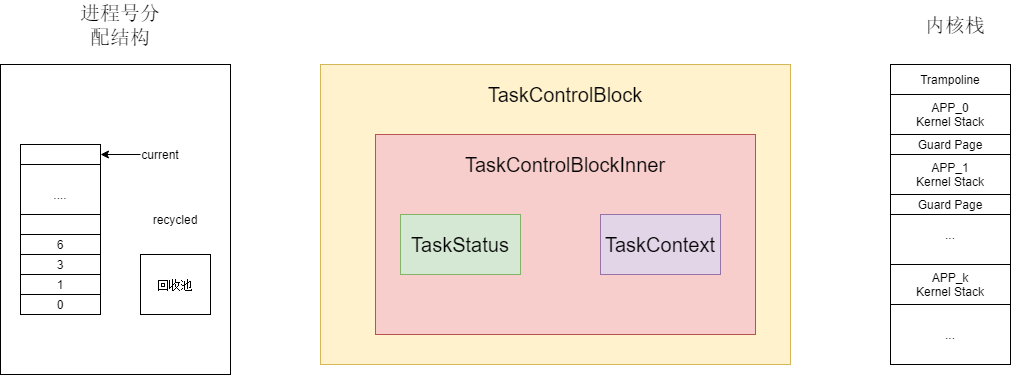 进程号分
配结构
current
....
recycled
6
3
1
0
回收池
TaskControlBlock
TaskControlBlockInner
TaskStatus
TaskContext
内核栈
Trampoline
APP_0
Kernel Stack
Guard Page
APP_1
Kernel Stack
Guard Page
...
APP_k
Kernel Stack
...